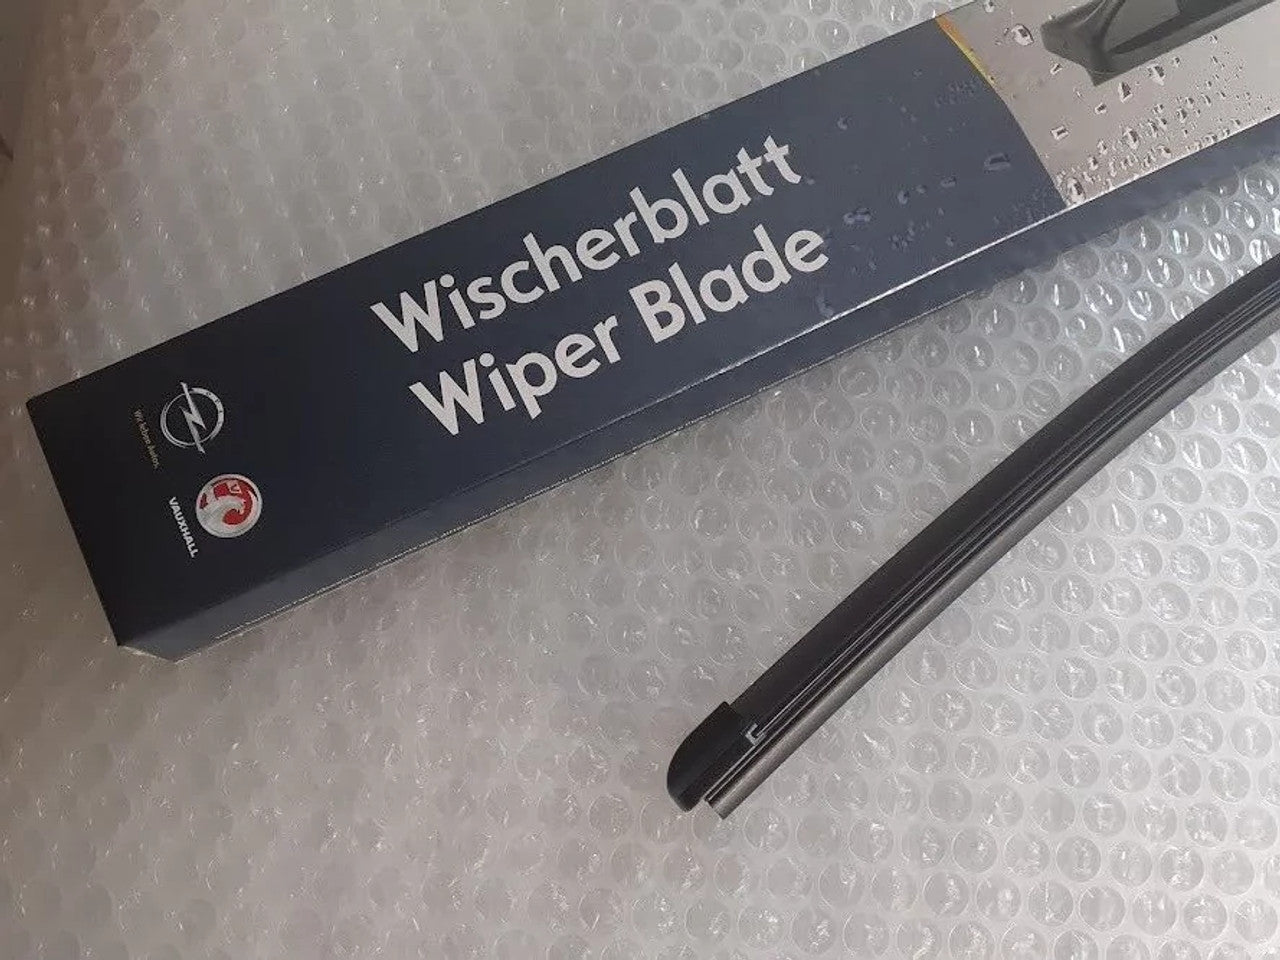 Wischerblatt
Wiper Blade
Wir leben Autos.
VAUXHALL